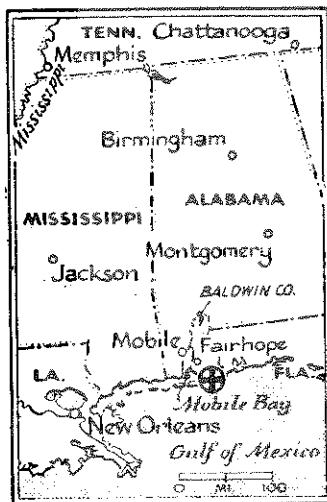 TENN. Chattanooga
Memphis
MISSISSIPPI
Birmingham
ALABAMA
MISSISSIPPI
Montgomery
Jackson
BALDWIN CO.
Mobile
Fairhope
LA.
FLA.
Mobile Bay
New Orleans
Gulf of Mexico
0 MI. 100